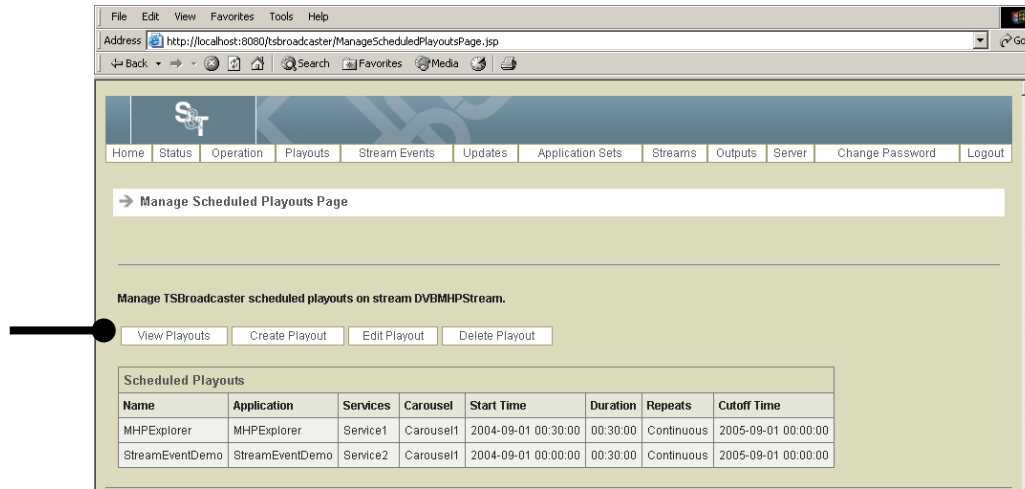 File Edit View Favorites Tools Help
Address http://localhost:8080/tsbroadcaster/ManageScheduledPlayoutsPage.jsp Go
Back Search Favorites Media
S&T
Home Status Operation Playouts Stream Events Updates Application Sets Streams Outputs Server Change Password Logout
Manage Scheduled Playouts Page
Manage TSBroadcaster scheduled playouts on stream DVBMHPStream.
View Playouts Create Playout Edit Playout Delete Playout
Scheduled Playouts
Name Application Services Carousel Start Time Duration Repeats Cutoff Time
MHPExplorer MHPExplorer Service1 Carousel1 2004-09-01 00:30:00 00:30:00 Continuous 2005-09-01 00:00:00
StreamEventDemo StreamEventDemo Service2 Carousel1 2004-09-01 00:00:00 00:30:00 Continuous 2005-09-01 00:00:00